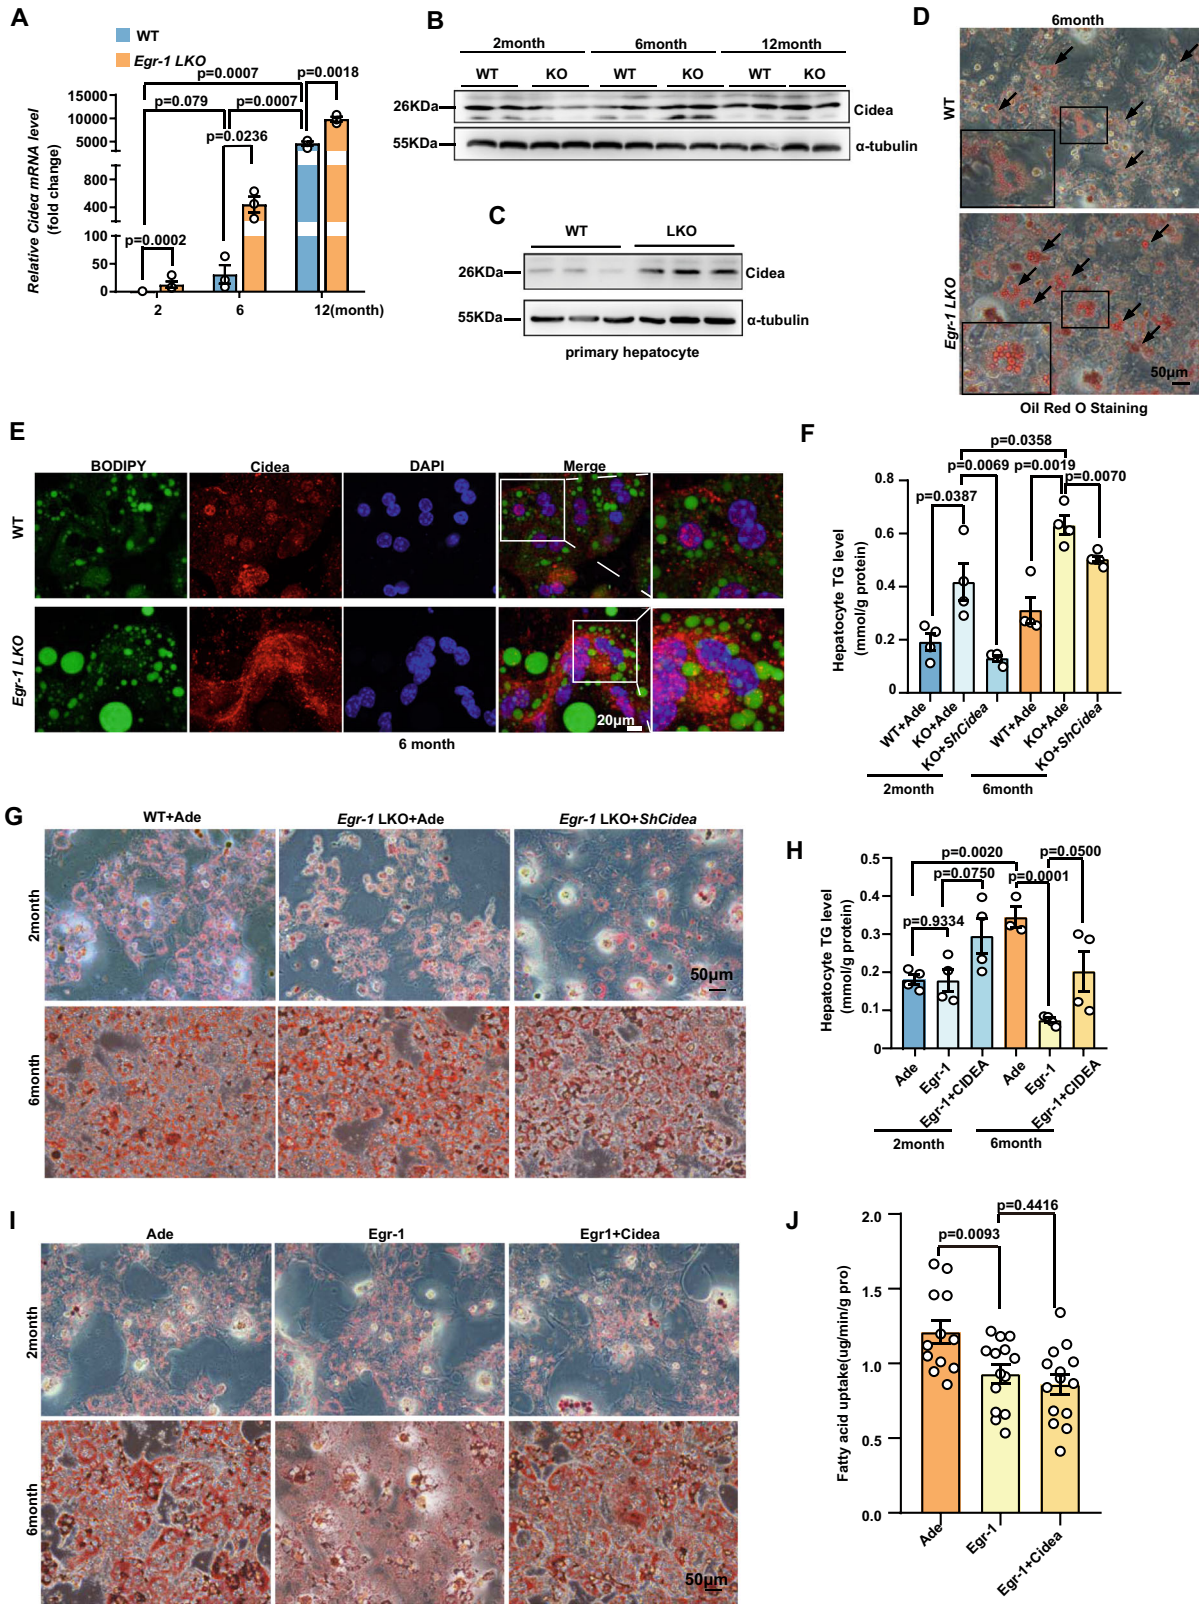 A
WT
Egr-1 LKO
p=0.0007
p=0.0018
p=0.079
p=0.0007
p=0.0236
p=0.0002
Relative Cidea mRNA level
(fold change)
15000
10000
5000
800
400
0
100
50
0
2
6
12(month)
B
2month
6month
12month
WT
KO
WT
KO
WT
KO
26KDa
Cidea
55KDa
α-tubulin
C
WT
LKO
26KDa
Cidea
55KDa
α-tubulin
primary hepatocyte
D
6month
WT
Egr-1 LKO
50μm
Oil Red O Staining
E
BODIPY
Cidea
DAPI
Merge
WT
Egr-1 LKO
20μm
6 month
F
p=0.0358
p=0.0069
p=0.0019
p=0.0070
p=0.0387
Hepatocyte TG level
(mmol/g protein)
0.8
0.6
0.4
0.2
0
WT+Ade
KO+Ade
KO+ShCidea
WT+Ade
KO+Ade
KO+ShCidea
2month
6month
G
WT+Ade
Egr-1 LKO+Ade
Egr-1 LKO+ShCidea
2month
50μm
6month
H
p=0.0500
p=0.0020
p=0.0750
p=0.0001
p=0.9334
Hepatocyte TG level
(mmol/g protein)
0.5
0.4
0.3
0.2
0.1
0
Ade
Egr-1
Egr-1+CIDEA
Ade
Egr-1
Egr-1+CIDEA
2month
6month
I
Ade
Egr-1
Egr1+Cidea
2month
6month
50μm
J
p=0.4416
p=0.0093
Fatty acid uptake(ug/min/g pro)
2.0
1.5
1.0
0.5
0.0
Ade
Egr-1
Egr-1+Cidea